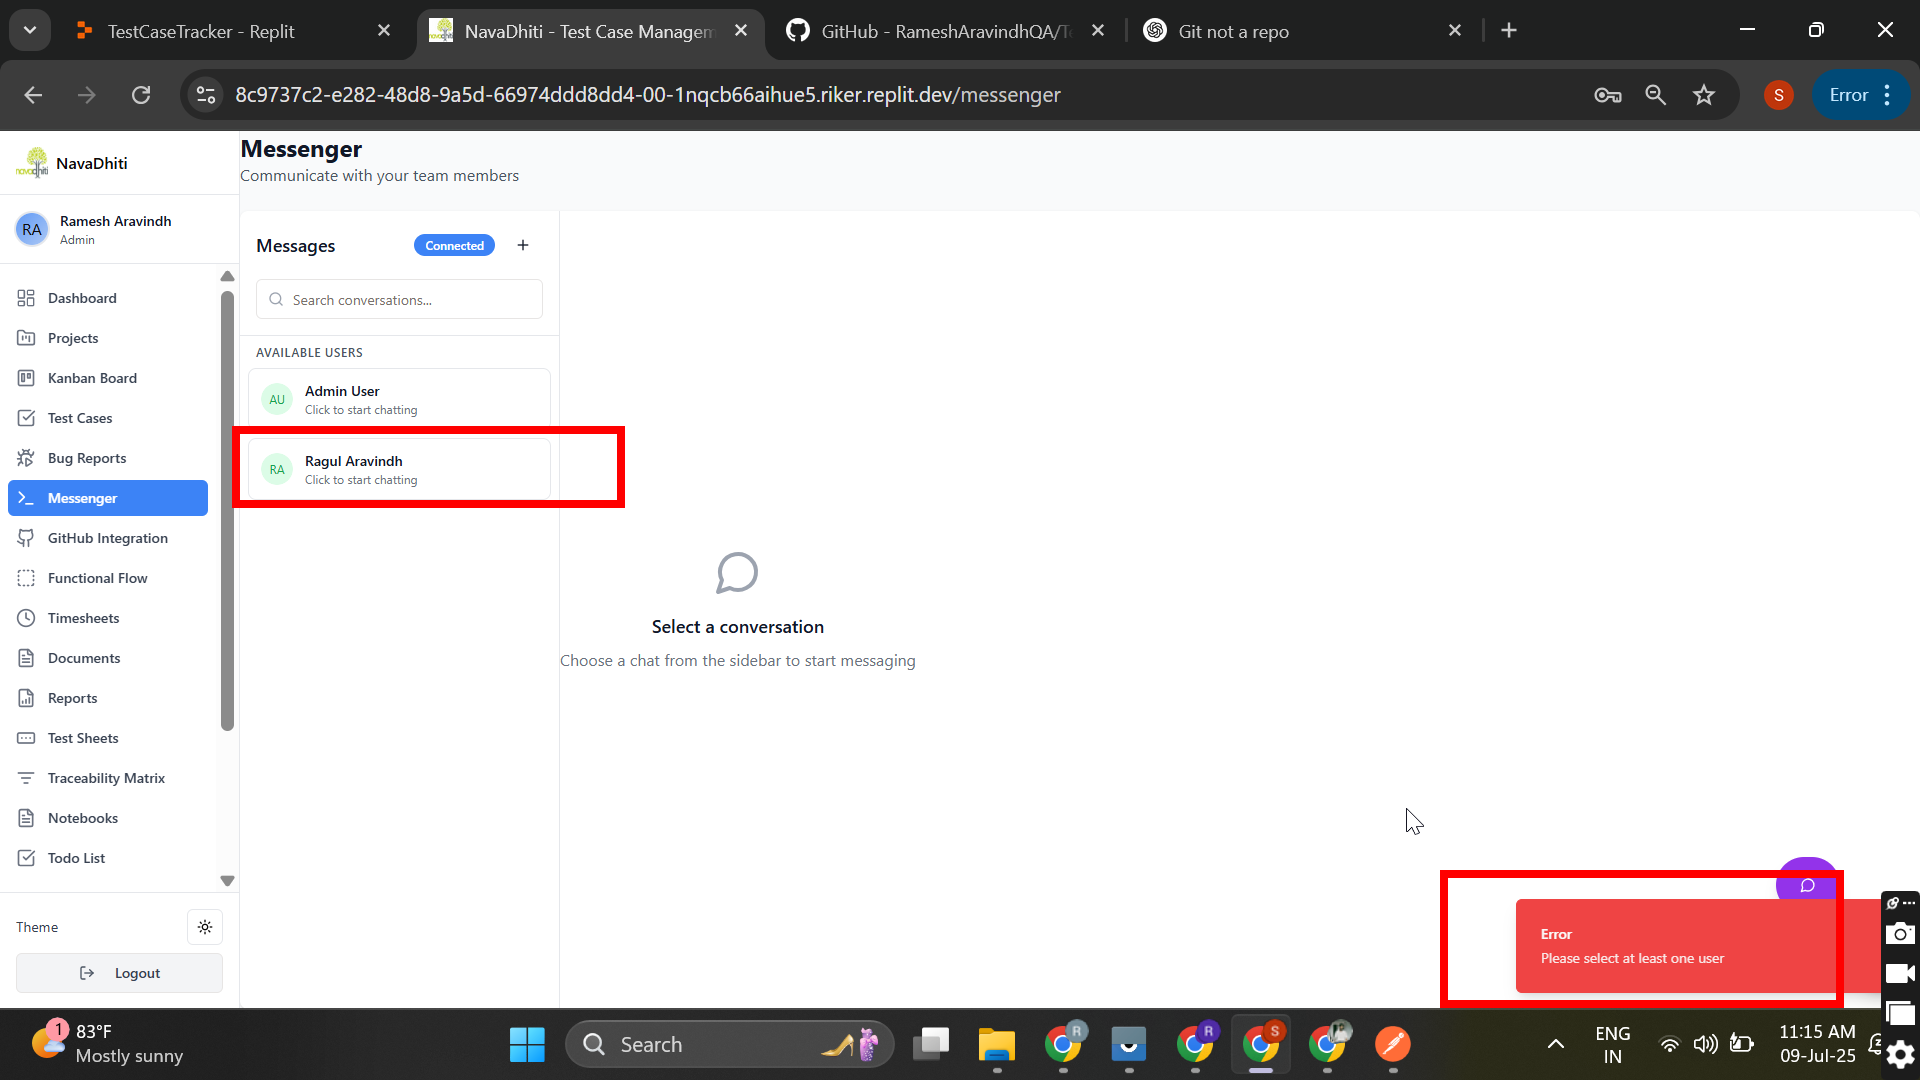 TestCaseTracker - Replit
NavaDhiti - Test Case Managem
GitHub - RameshAravindhQA/Te
Git not a repo
8c9737c2-e282-48d8-9a5d-66974ddd8dd4-00-1nqcb66aihue5.riker.replit.dev/messenger
S
Error
navadhiti
NavaDhiti
RA
Ramesh Aravindh
Admin
Dashboard
Projects
Kanban Board
Test Cases
Bug Reports
Messenger
GitHub Integration
Functional Flow
Timesheets
Documents
Reports
Test Sheets
Traceability Matrix
Notebooks
Todo List
Theme
Logout
Messenger
Communicate with your team members
Messages
Connected
Search conversations...
AVAILABLE USERS
AU
Admin User
Click to start chatting
RA
Ragul Aravindh
Click to start chatting
Select a conversation
Choose a chat from the sidebar to start messaging
Error
Please select at least one user
1
83°F
Mostly sunny
Search
R
R
S
ENG
IN
11:15 AM
09-Jul-25